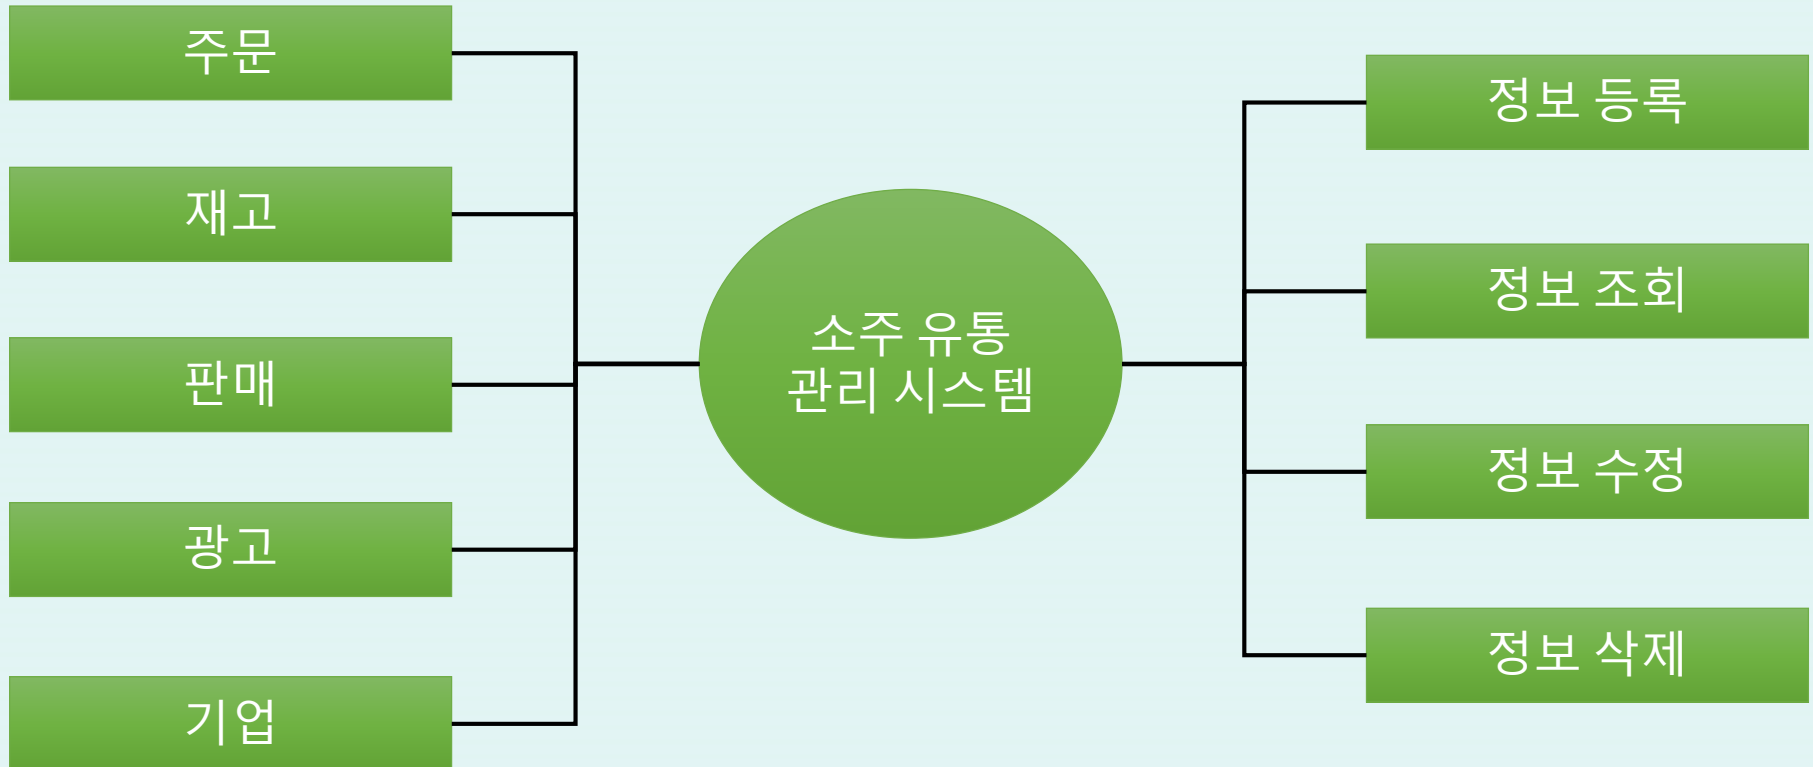 주문
재고
판매
광고
기업
소주 유통
관리 시스템
정보 등록
정보 조회
정보 수정
정보 삭제